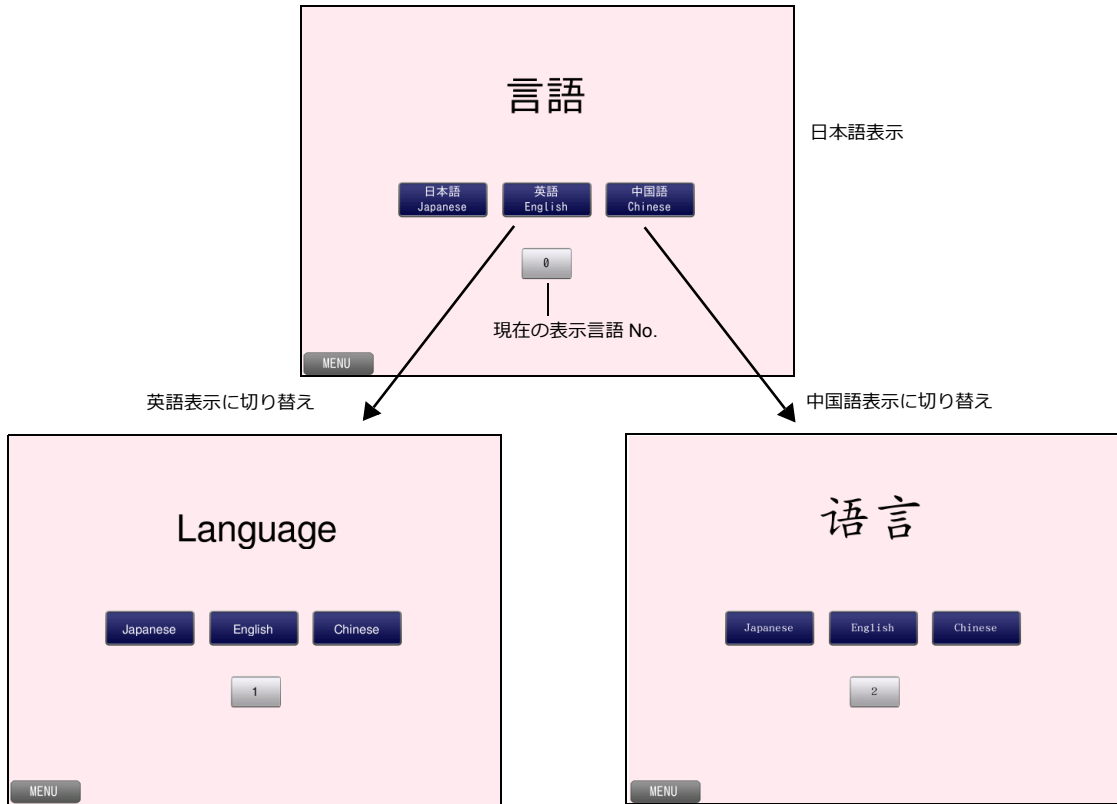 言語
日本語表示
日本語
Japanese
英語
English
中国語
Chinese
0
現在の表示言語 No.
MENU
英語表示に切り替え
中国語表示に切り替え
Language
Japanese
English
Chinese
1
MENU
语言
Japanese
English
Chinese
2
MENU